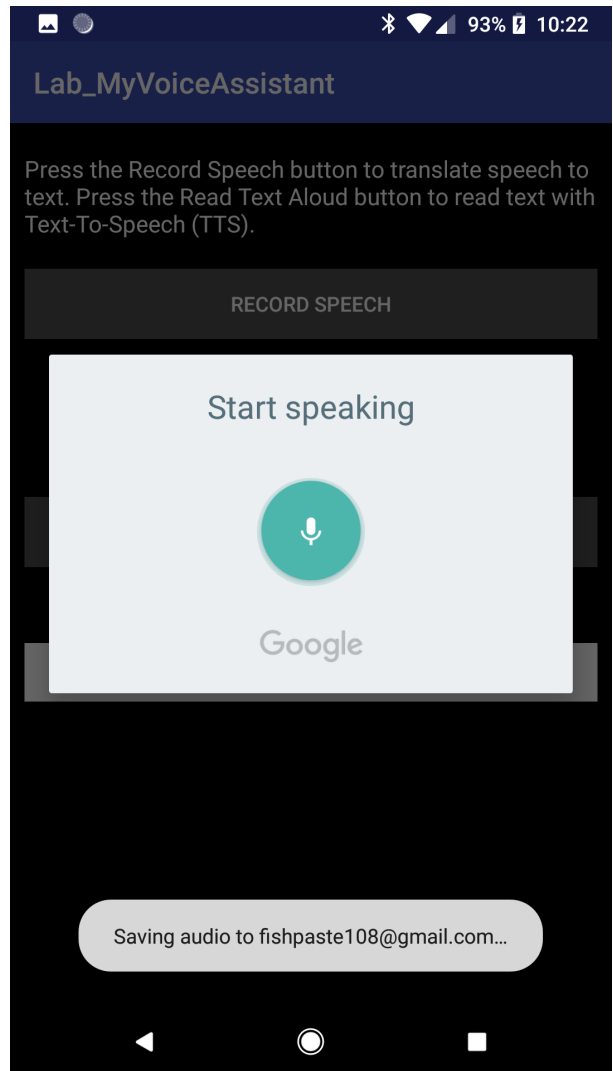 93% 10:22
Lab_MyVoiceAssistant
Press the Record Speech button to translate speech to
text. Press the Read Text Aloud button to read text with
Text-To-Speech (TTS).
RECORD SPEECH
Start speaking
Google
Saving audio to fishpaste108@gmail.com…